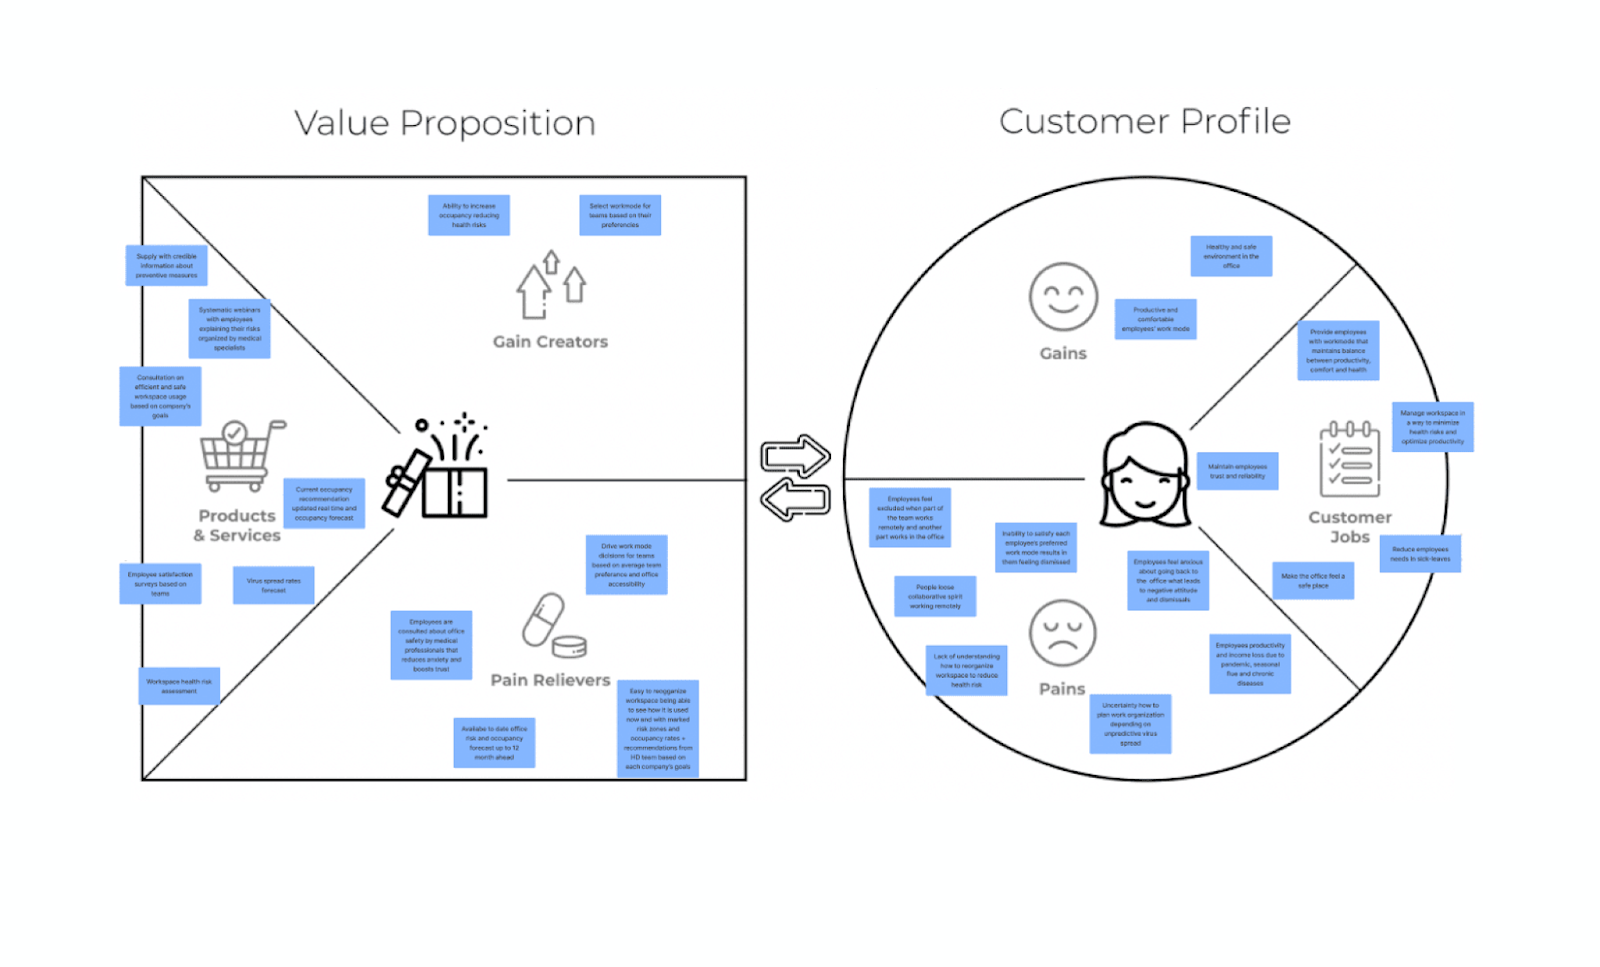 Value Proposition
Customer Profile
Ability to increase
occupancy reducing
health risks
Select workmode for
teams based on their
preferencies
Gain Creators
Supply with credible
information about
preventive measures
Systematic webinars
with employees
explaining their risks
organized by medical
specialists
Consultation on
efficient and safe
workspace usage
based on company's
goals
Products
& Services
Current occupancy
recommendation
updated real time and
occupancy forecast
Employee satisfaction
surveys based on
teams
Virus spread rates
forecast
Workspace health risk
assessment
Drive work mode
divisions for teams
based on average team
preferance and office
accessibility
Employees are
consulted about office
safety by medical
professionals that
reduces anxiety and
boosts trust
Pain Relievers
Available to date office
risk and occupancy
forecast up to 12
month ahead
Easy to reogganize
workspace being able
to see how it is used
now and with marked
risk zones and
occupancy rates +
recommendations from
HD team based on
each company's goals
Healthy and safe
environment in the
office
Productive and
comfortable
employees' work mode
Gains
Provide employees
with workmode that
maintains balance
between productivity,
comfort and health
Manage workspace in
a way to minimize
health risks and
optimize productivity
Maintain employees
trust and reliability
Customer
Jobs
Reduce employees
needs in sick-leaves
Make the office feel a
safe place
Employees feel
excluded when part of
the team works
remotely and another
part works in the office
Inability to satisfy each
employee's preferred
work mode results in
them feeling dismissed
Employees feel anxious
about going back to
the office what leads
to negative attitude
and dismissals
People loose
collaborative spirit
working remotely
Lack of understanding
how to reorganize
workspace to reduce
health risk
Pains
Employees productivity
and income loss due to
pandemic, seasonal
flue and chronic
diseases
Uncertainty how to
plan work organization
depending on
unpredictive virus
spread